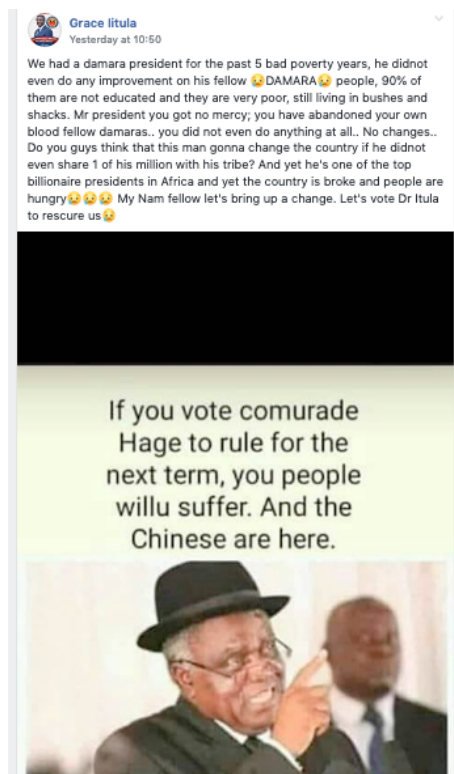 Grace Iitula
Yesterday at 10:50
We had a damara president for the past 5 bad poverty years, he didnot
even do any improvement on his fellow 😢DAMARA😢 people, 90% of
them are not educated and they are very poor, still living in bushes and
shacks. Mr president you got no mercy; you have abandoned your own
blood fellow damaras.. you did not even do anything at all.. No changes..
Do you guys think that this man gonna change the country if he didnot
even share 1 of his million with his tribe? And yet he's one of the top
billionaire presidents in Africa and yet the country is broke and people are
hungry😢😢😢 My Nam fellow let's bring up a change. Let's vote Dr Itula
to rescure us😢
If you vote comurade
Hage to rule for the
next term, you people
willu suffer. And the
Chinese are here.